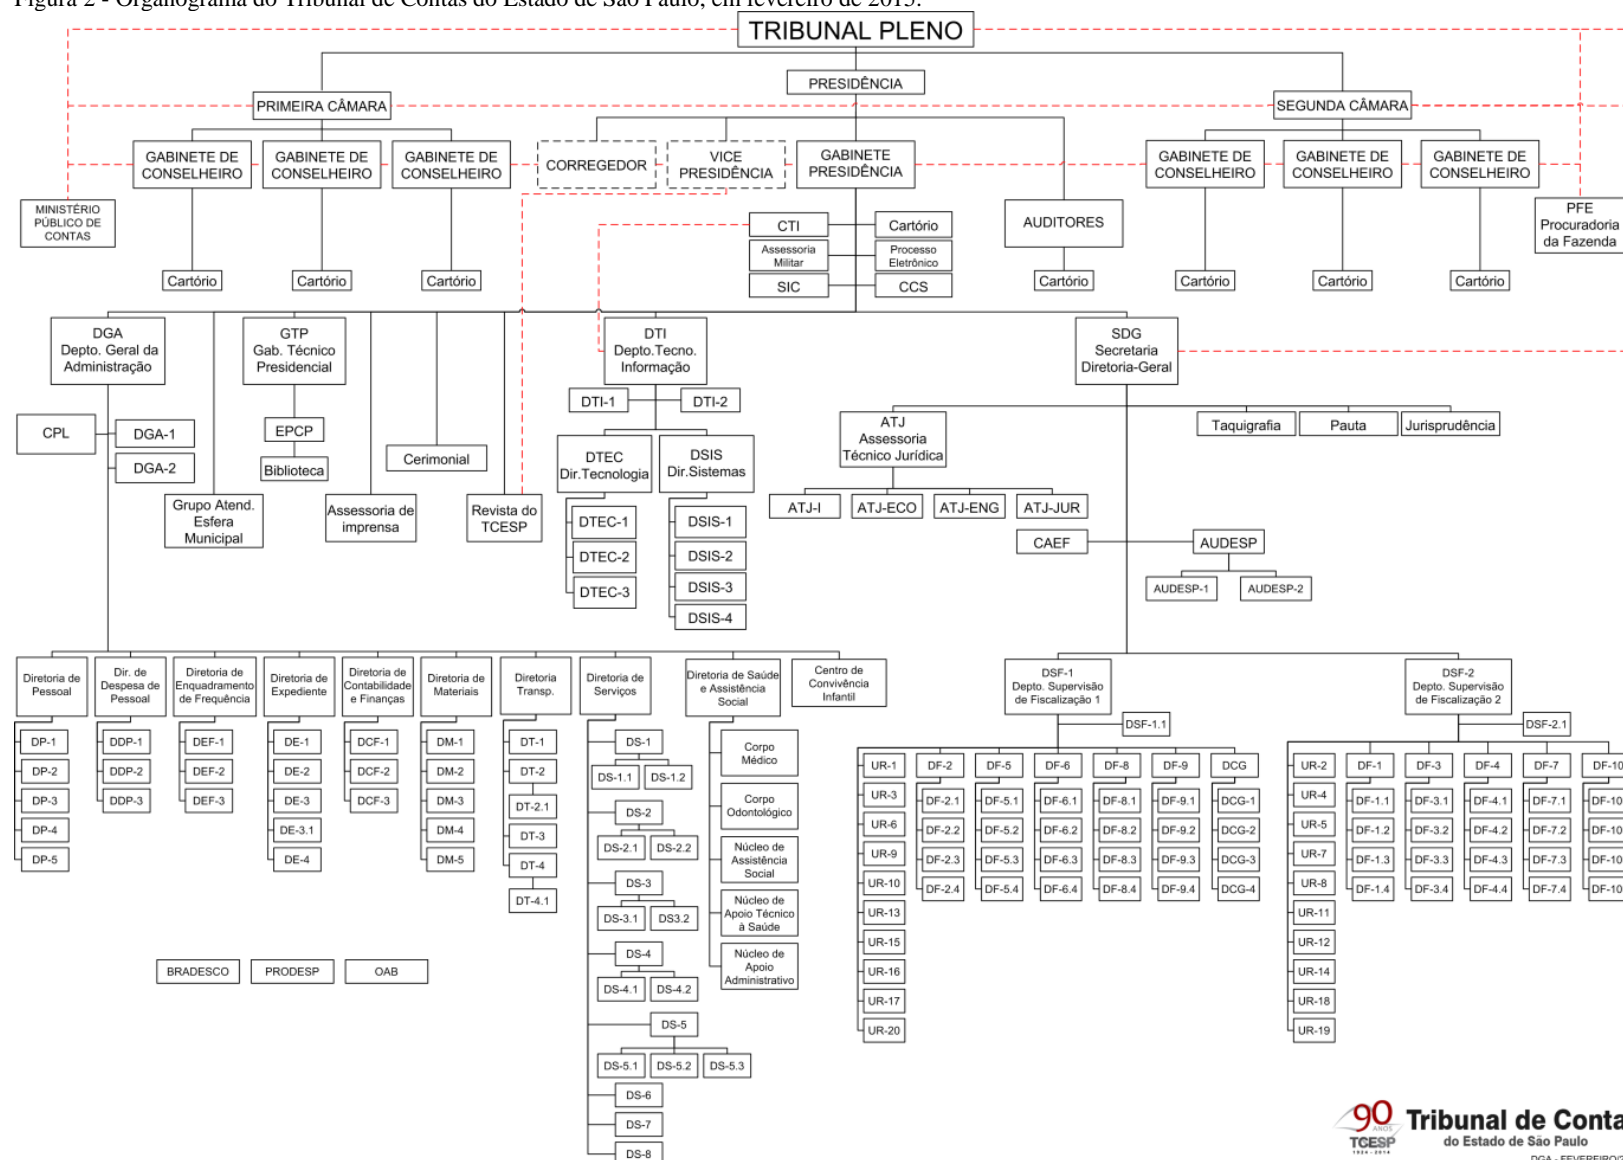 Figura 2 - Organograma do Tribunal de Contas do Estado de São Paulo, em fevereiro de 2015.
TRIBUNAL PLENO
PRESIDÊNCIA
PRIMEIRA CÂMARA
SEGUNDA CÂMARA
GABINETE DE
CONSELHEIRO
GABINETE DE
CONSELHEIRO
GABINETE DE
CONSELHEIRO
CORREGEDOR
VICE
PRESIDÊNCIA
GABINETE
PRESIDÊNCIA
GABINETE DE
CONSELHEIRO
GABINETE DE
CONSELHEIRO
GABINETE DE
CONSELHEIRO
MINISTÉRIO
PÚBLICO DE
CONTAS
AUDITORES
PFE
Procuradoria
da Fazenda
CTI
Cartório
Assessoria
Militar
Processo
Eletrônico
SIC
CCS
Cartório
Cartório
Cartório
Cartório
Cartório
Cartório
Cartório
DGA
Depto. Geral da
Administração
GTP
Gab. Técnico
Presidencial
DTI
Depto.Tecno.
Informação
SDG
Secretaria
Diretoria-Geral
CPL
DGA-1
DGA-2
EPCP
Biblioteca
Cerimonial
Grupo Atend.
Esfera
Municipal
Assessoria de
imprensa
Revista do
TCESP
DTI-1
DTI-2
DTEC
Dir.Tecnologia
DSIS
Dir.Sistemas
DTEC-1
DTEC-2
DTEC-3
DSIS-1
DSIS-2
DSIS-3
DSIS-4
ATJ
Assessoria
Técnico Jurídica
Taquigrafia
Pauta
Jurisprudência
ATJ-I
ATJ-ECO
ATJ-ENG
ATJ-JUR
CAEF
AUDESP
AUDESP-1
AUDESP-2
Diretoria de
Pessoal
Dir. de
Despesa de
Pessoal
Diretoria de
Enquadramento
de Frequência
Diretoria de
Expediente
Diretoria de
Contabilidade
e Finanças
Diretoria de
Materiais
Diretoria
Transp.
Diretoria de
Serviços
Diretoria de Saúde
e Assistência
Social
Centro de
Convivência
Infantil
DSF-1
Depto. Supervisão
de Fiscalização 1
DSF-2
Depto. Supervisão
de Fiscalização 2
DSF-1.1
DSF-2.1
DP-1
DP-2
DP-3
DP-4
DP-5
DDP-1
DDP-2
DDP-3
DEF-1
DEF-2
DEF-3
DE-1
DE-2
DE-3
DE-3.1
DE-4
DCF-1
DCF-2
DCF-3
DM-1
DM-2
DM-3
DM-4
DM-5
DT-1
DT-2
DT-2.1
DT-3
DT-4
DT-4.1
DS-1
DS-1.1
DS-1.2
DS-2
DS-2.1
DS-2.2
DS-3
DS-3.1
DS3.2
DS-4
DS-4.1
DS-4.2
DS-5
DS-5.1
DS-5.2
DS-5.3
DS-6
DS-7
DS-8
Corpo
Médico
Corpo
Odontológico
Núcleo de
Assistência
Social
Núcleo de
Apoio Técnico
à Saúde
Núcleo de
Apoio
Administrativo
UR-1
UR-3
UR-6
UR-9
UR-10
UR-13
UR-15
UR-16
UR-17
UR-20
DF-2
DF-2.1
DF-2.2
DF-2.3
DF-2.4
DF-5
DF-5.1
DF-5.2
DF-5.3
DF-5.4
DF-6
DF-6.1
DF-6.2
DF-6.3
DF-6.4
DF-8
DF-8.1
DF-8.2
DF-8.3
DF-8.4
DF-9
DF-9.1
DF-9.2
DF-9.3
DF-9.4
DCG
DCG-1
DCG-2
DCG-3
DCG-4
UR-2
UR-4
UR-5
UR-7
UR-8
UR-11
UR-12
UR-14
UR-18
UR-19
DF-1
DF-1.1
DF-1.2
DF-1.3
DF-1.4
DF-3
DF-3.1
DF-3.2
DF-3.3
DF-3.4
DF-4
DF-4.1
DF-4.2
DF-4.3
DF-4.4
DF-7
DF-7.1
DF-7.2
DF-7.3
DF-7.4
DF-10
DF-10
DF-10
DF-10
DF-10
BRADESCO
PRODESP
OAB
90
ANOS
TCESP
1924 - 2014
Tribunal de Conta
do Estado de São Paulo
DGA - FEVEREIRO/2